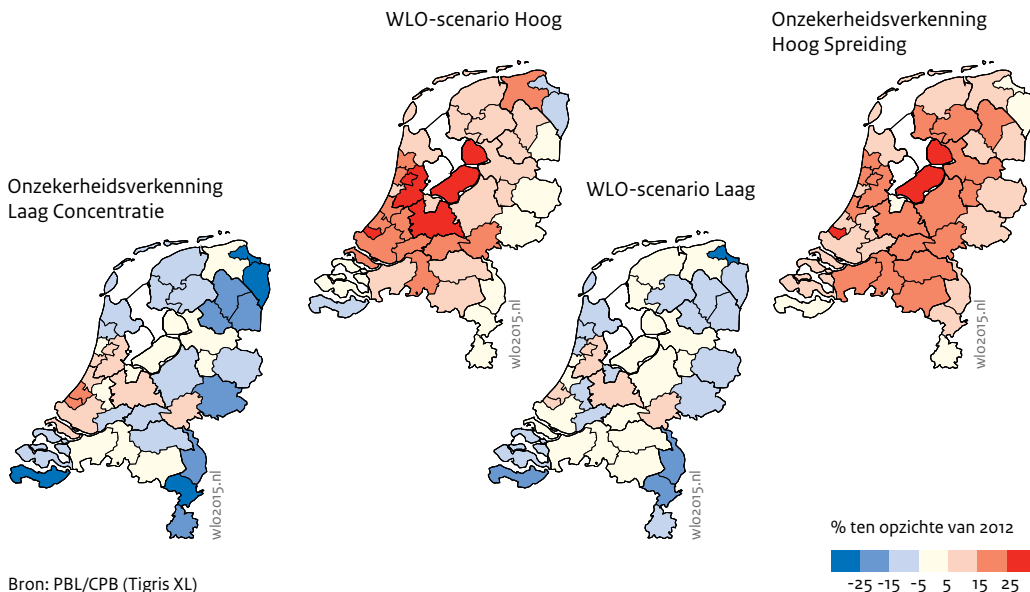 WLO-scenario Hoog
Onzekerheidsverkenning
Hoog Spreiding
Onzekerheidsverkenning
Laag Concentratie
WLO-scenario Laag
wlo2015.nl
wlo2015.nl
wlo2015.nl
wlo2015.nl
% ten opzichte van 2012
-25 -15 -5 5 15 25
Bron: PBL/CPB (Tigris XL)